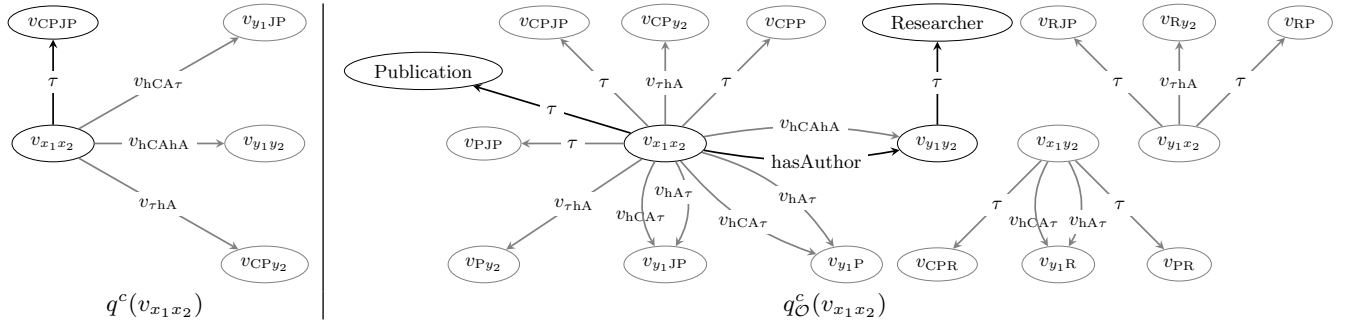 v_CPJP v_y₁JP
τ v_hCAτ
v_x₁x₂ v_hCAhA v_y₁y₂
v_τhA
v_CPy₂
q^c(v_x₁x₂)
v_CPJP v_CPy₂ v_CPP Researcher v_RJP v_Ry₂ v_RP
Publication τ v_τhA τ τ τ v_τhA τ
τ
v_PJP τ v_x₁x₂ v_hCAhA v_y₁y₂ v_x₁y₂ v_y₁x₂
hasAuthor
v_τhA v_hCAτ v_hAτ v_hCAτ v_hAτ τ v_hCAτ v_hAτ τ
v_Py₂ v_y₁JP v_y₁P v_CPR v_y₁R v_PR
q^c_𝒪(v_x₁x₂)